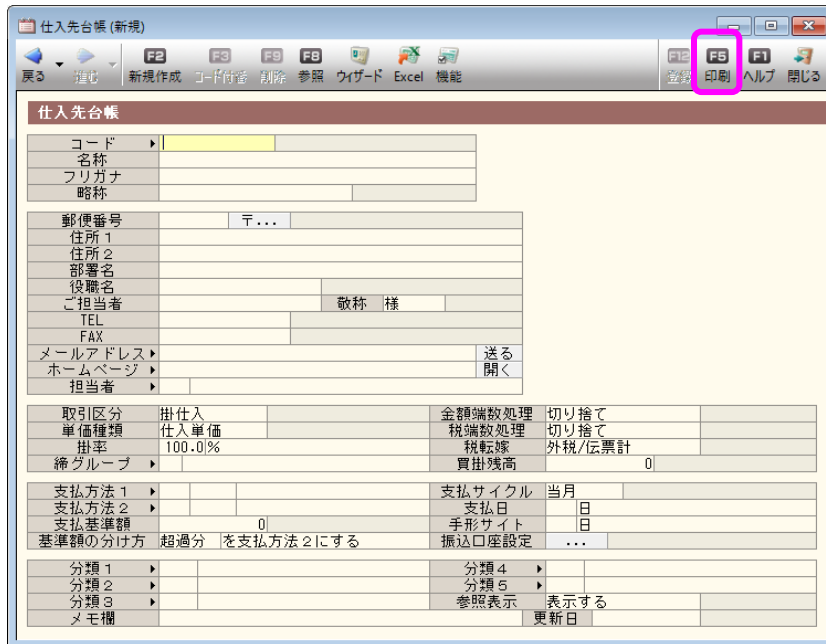 仕入先台帳 (新規)
戻る 進む F2 新規作成 F3 コード付番 F9 削除 F8 参照 ウィザード Excel 機能 F12 登録 F5 印刷 F1 ヘルプ 閉じる
仕入先台帳
コード
名称
フリガナ
略称
郵便番号 〒...
住所1
住所2
部署名
役職名
ご担当者 敬称 様
TEL
FAX
メールアドレス 送る
ホームページ 開く
担当者
取引区分 掛仕入 金額端数処理 切り捨て
単価種類 仕入単価 税端数処理 切り捨て
掛率 100.0% 税転嫁 外税/伝票計
締グループ 買掛残高 0
支払方法1 支払サイクル 当月
支払方法2 支払日 日
支払基準額 0 手形サイト 日
基準額の分け方 超過分 を支払方法2にする 振込口座設定 ...
分類1 分類4
分類2 分類5
分類3 参照表示 表示する
メモ欄 更新日